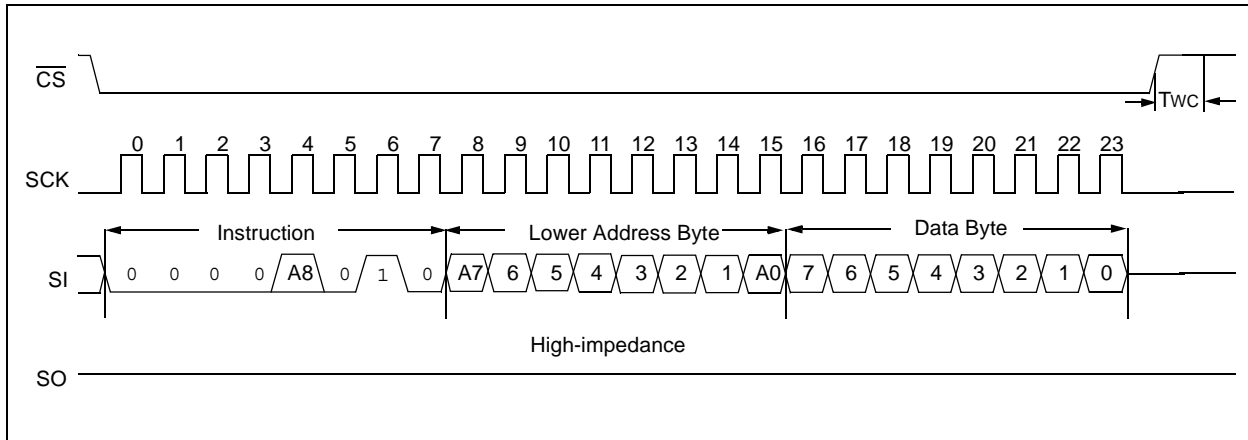 CS
TWC
0 1 2 3 4 5 6 7 8 9 10 11 12 13 14 15 16 17 18 19 20 21 22 23
SCK
Instruction Lower Address Byte Data Byte
SI 0 0 0 0 A8 0 1 0 A7 6 5 4 3 2 1 A0 7 6 5 4 3 2 1 0
High-impedance
SO